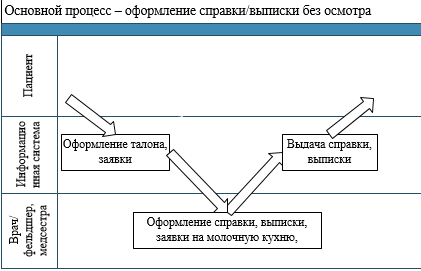 Основной процесс – оформление справки/выписки без осмотра
Пациент
Информацио
нная система
Оформление талона,
заявки
Выдача справки,
выписки
Врач/
фельдшер,
медсестра
Оформление справки, выписки,
заявки на молочную кухню,